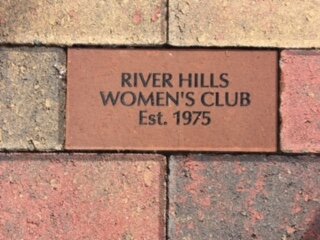 RIVER HILLS
WOMEN'S CLUB
Est. 1975